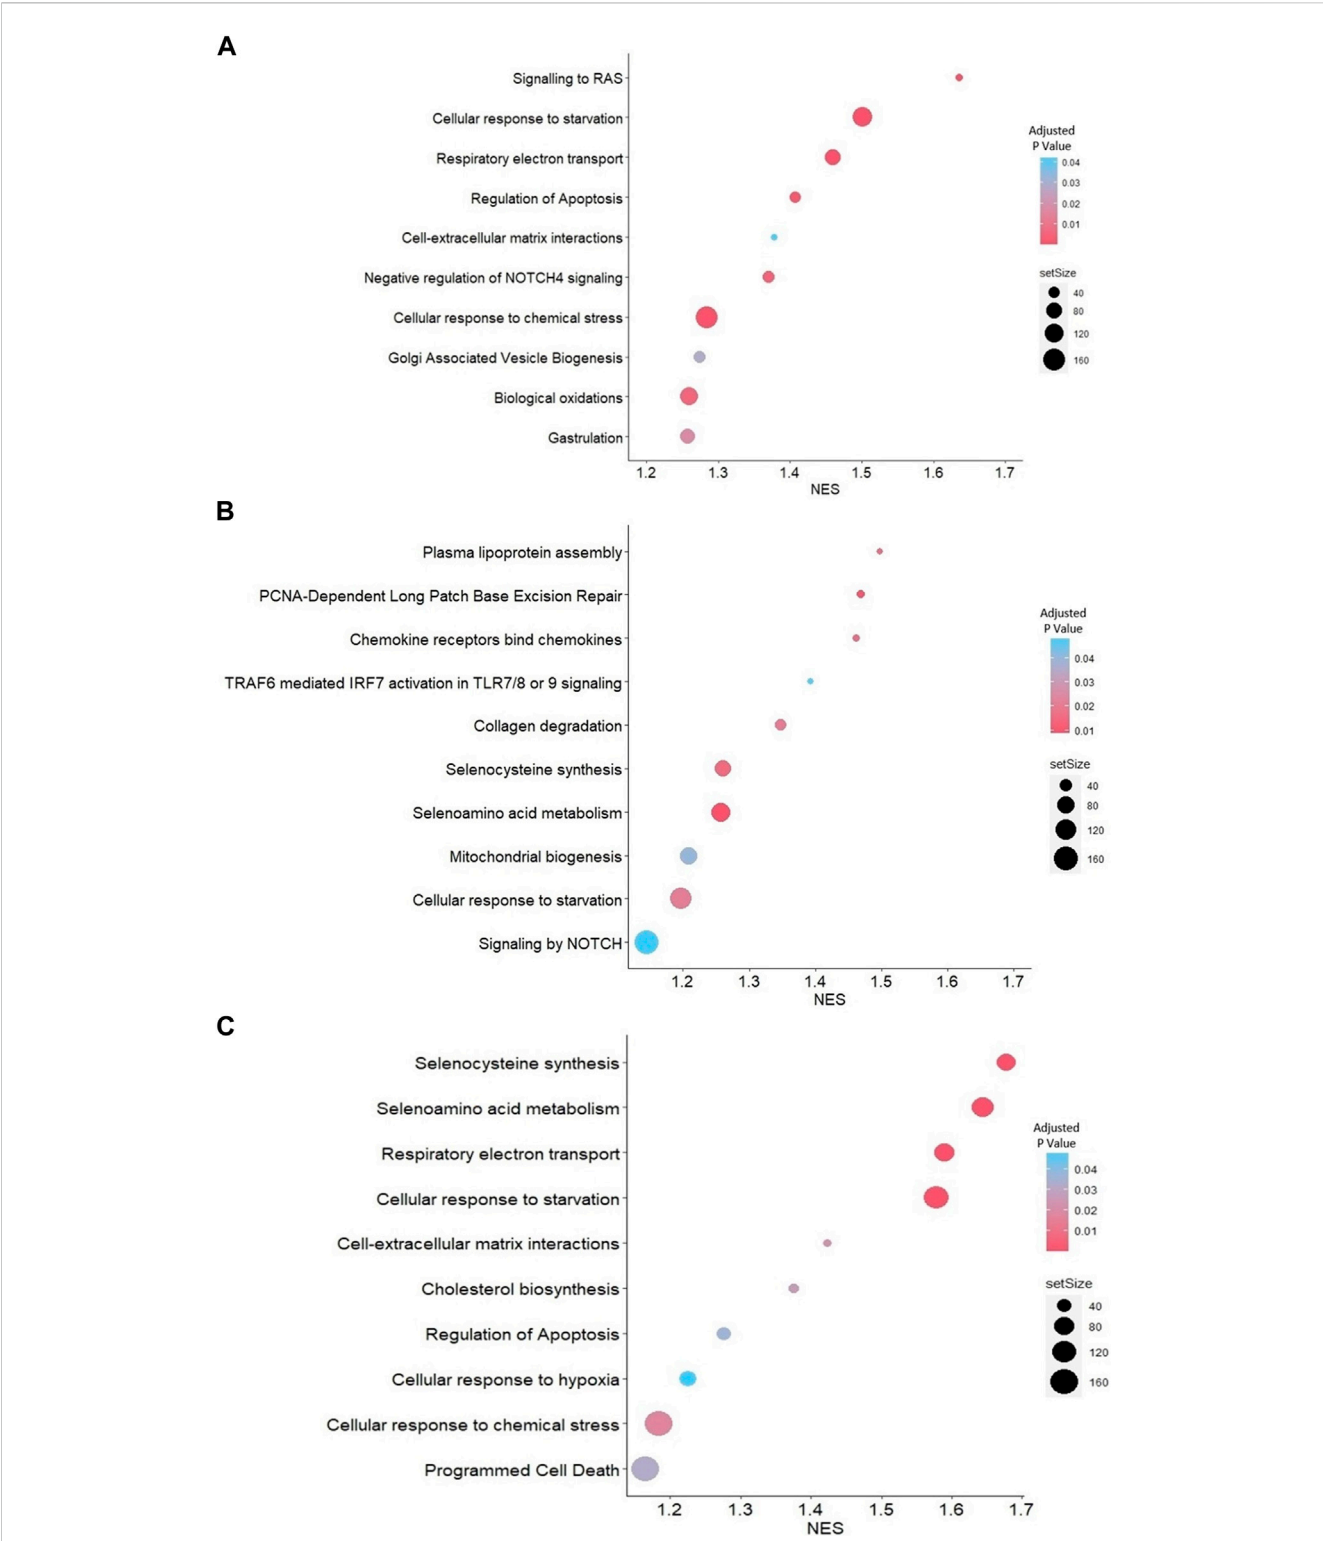 A
Signalling to RAS
Cellular response to starvation
Respiratory electron transport
Regulation of Apoptosis
Cell-extracellular matrix interactions
Negative regulation of NOTCH4 signaling
Cellular response to chemical stress
Golgi Associated Vesicle Biogenesis
Biological oxidations
Gastrulation
1.2 1.3 1.4 1.5 1.6 1.7
NES
Adjusted
P Value
0.04
0.03
0.02
0.01
setSize
40
80
120
160
B
Plasma lipoprotein assembly
PCNA-Dependent Long Patch Base Excision Repair
Chemokine receptors bind chemokines
TRAF6 mediated IRF7 activation in TLR7/8 or 9 signaling
Collagen degradation
Selenocysteine synthesis
Selenoamino acid metabolism
Mitochondrial biogenesis
Cellular response to starvation
Signaling by NOTCH
1.2 1.3 1.4 1.5 1.6 1.7
NES
Adjusted
P Value
0.04
0.03
0.02
0.01
setSize
40
80
120
160
C
Selenocysteine synthesis
Selenoamino acid metabolism
Respiratory electron transport
Cellular response to starvation
Cell-extracellular matrix interactions
Cholesterol biosynthesis
Regulation of Apoptosis
Cellular response to hypoxia
Cellular response to chemical stress
Programmed Cell Death
1.2 1.3 1.4 1.5 1.6 1.7
NES
Adjusted
P Value
0.04
0.03
0.02
0.01
setSize
40
80
120
160